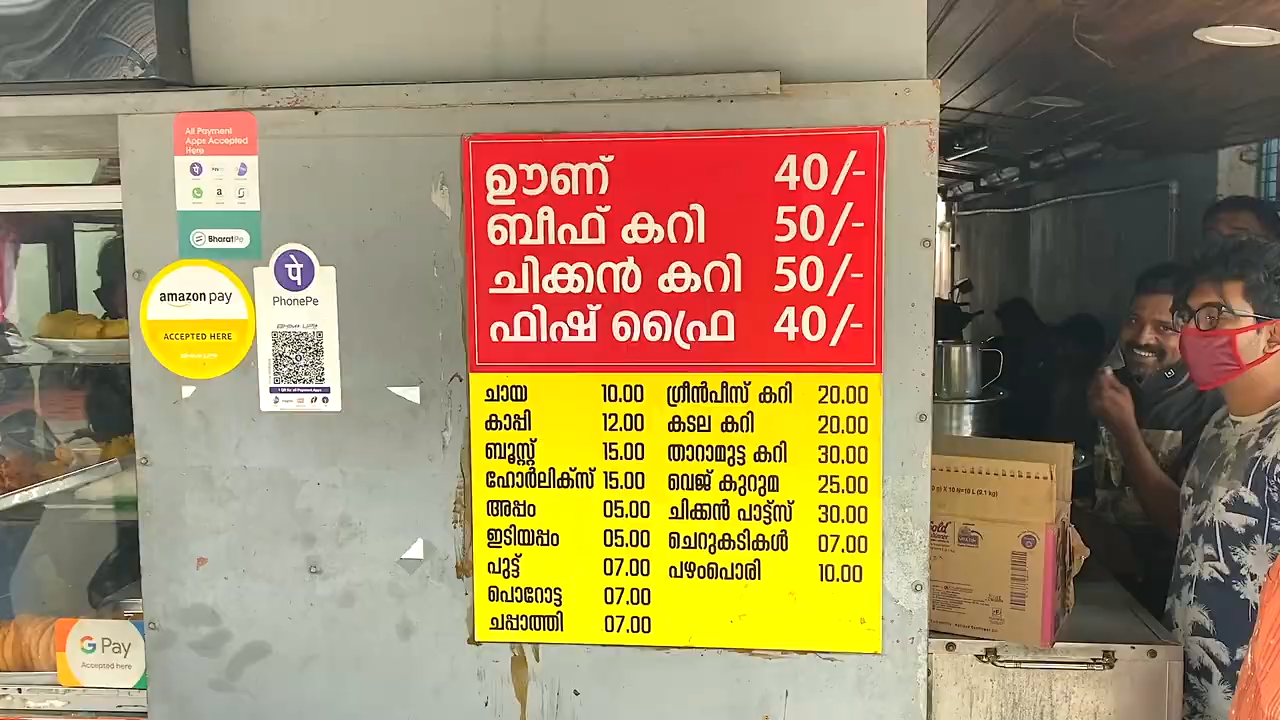 All Payment
Apps Accepted
Here
BharatPe
amazon pay
ACCEPTED HERE
पे
PhonePe
G Pay
Accepted here
ഊണ് 40/-
ബീഫ് കറി 50/-
ചിക്കൻ കറി 50/-
ഫിഷ് ഫ്രൈ 40/-
ചായ 10.00 ഗ്രീൻപീസ് കറി 20.00
കാപ്പി 12.00 കടല കറി 20.00
ബൂസ്റ്റ് 15.00 താറാമുട്ട കറി 30.00
ഹോർലിക്സ് 15.00 വെജ് കുറുമ 25.00
അപ്പം 05.00 ചിക്കൻ പാട്ട്സ് 30.00
ഇടിയപ്പം 05.00 ചെറുകടികൾ 07.00
പുട്ട് 07.00 പഴംപൊരി 10.00
പൊറോട്ട 07.00
ചപ്പാത്തി 07.00